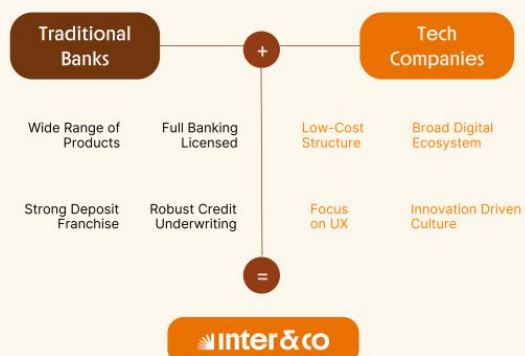 Traditional
Banks
+
Tech
Companies
Wide Range of
Products
Full Banking
Licensed
Low-Cost
Structure
Broad Digital
Ecosystem
Strong Deposit
Franchise
Robust Credit
Underwriting
Focus
on UX
Innovation Driven
Culture
=
inter&co